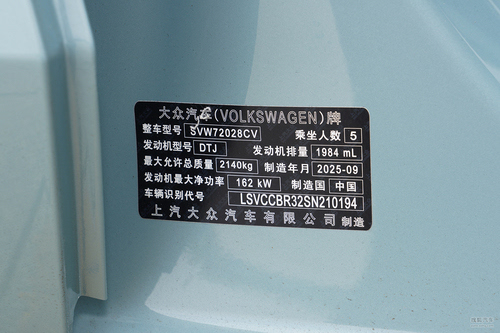 大众汽车(VOLKSWAGEN)牌
整车型号 SVW72028CV 乘坐人数 5
发动机型号 DTJ 发动机排量 1984 mL
最大允许总质量 2140kg 制造年月 2025-09
发动机最大净功率 162 kW 制造国 中国
车辆识别代号 LSVCCBR32SN210194
上汽大众汽车有限公司 制造